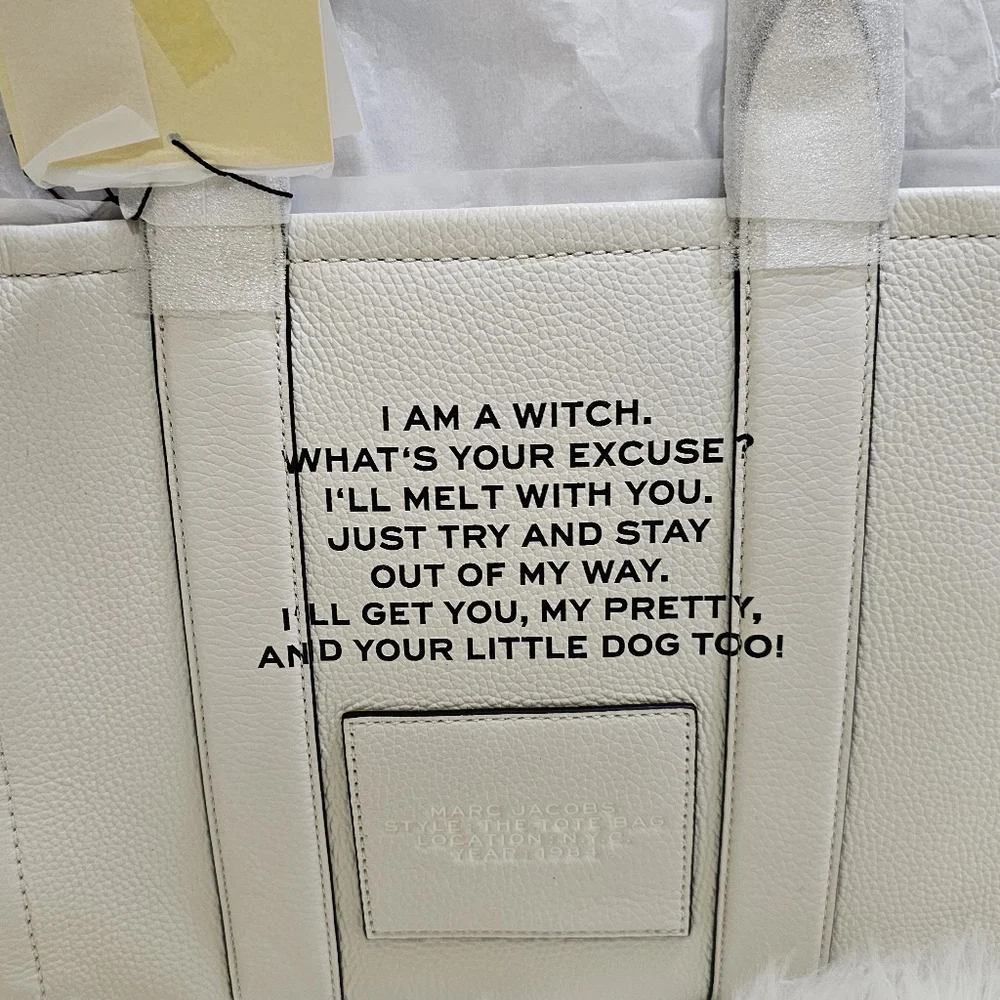 I AM A WITCH.
WHAT‘S YOUR EXCUSE?
I‘LL MELT WITH YOU.
JUST TRY AND STAY
OUT OF MY WAY.
I‘LL GET YOU, MY PRETTY,
AND YOUR LITTLE DOG TOO!
MARC JACOBS
STYLE: THE TOTE BAG
LOCATION: N.Y.C.
YEAR: 1984